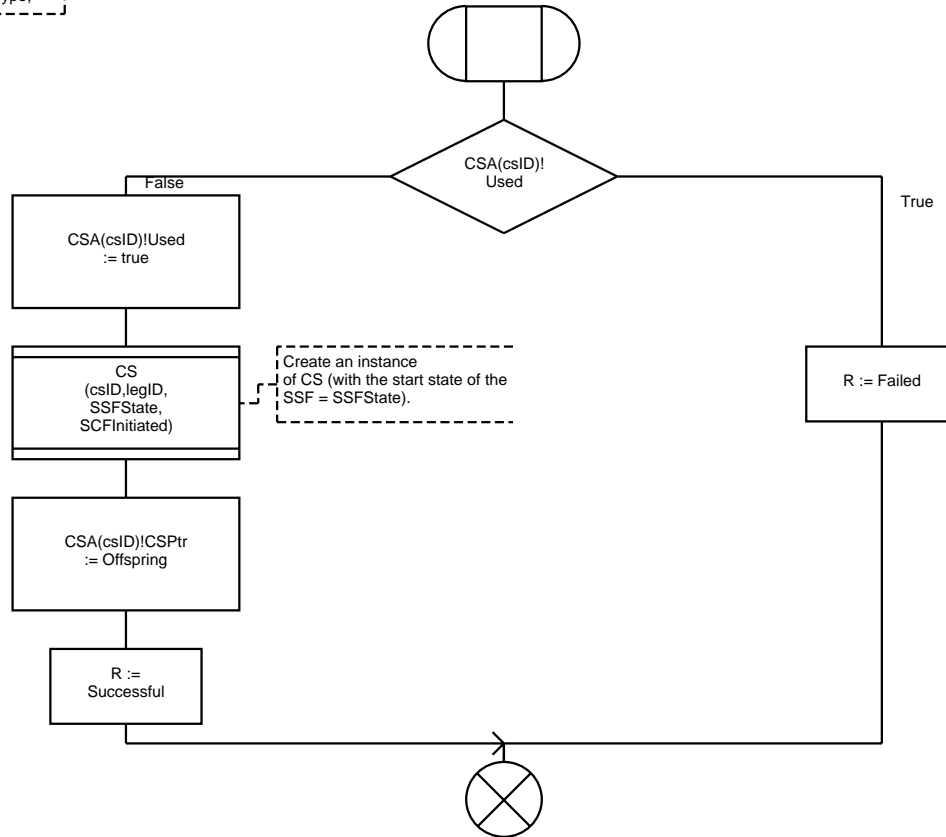 CSA(csID)!
Used
False
True
CSA(csID)!Used
:= true
CS
(csID,legID,
SSFState,
SCFInitiated)
Create an instance
of CS (with the start state of the
SSF = SSFState).
R := Failed
CSA(csID)!CSPtr
:= Offspring
R :=
Successful